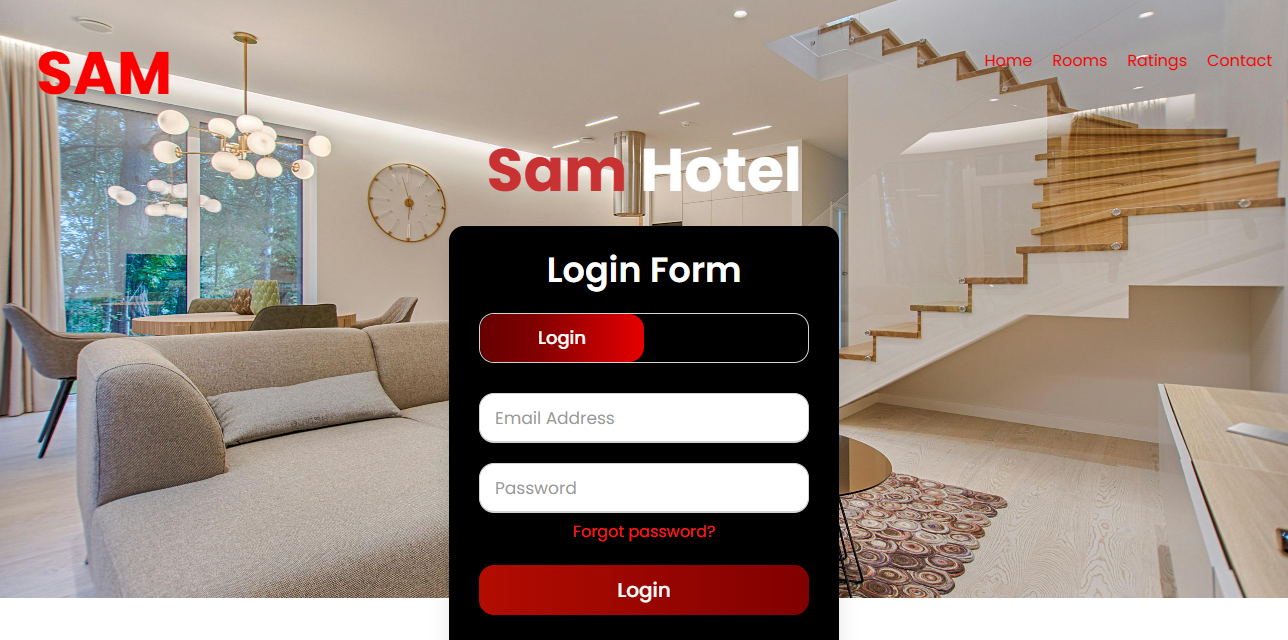 SAM
Home Rooms Ratings Contact
Sam Hotel
Login Form
Login
Email Address
Password
Forgot password?
Login